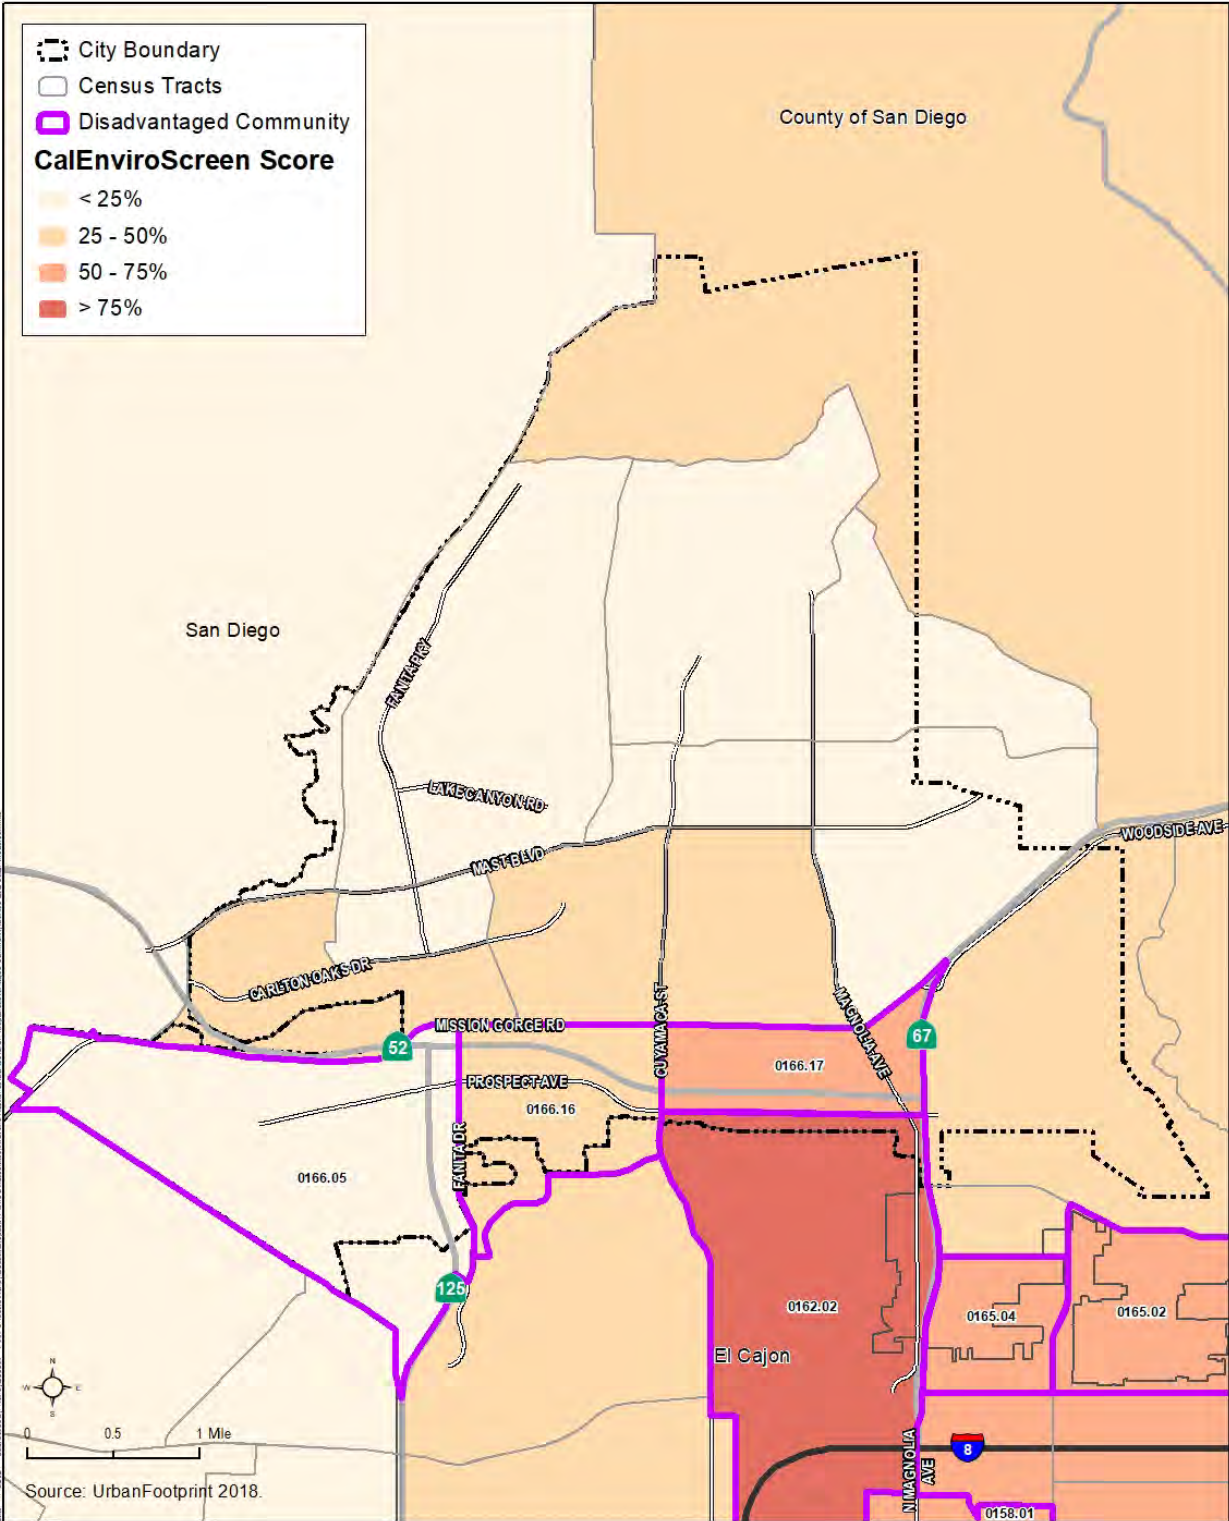 City Boundary
Census Tracts
Disadvantaged Community
CalEnviroScreen Score
< 25%
25 - 50%
50 - 75%
> 75%
County of San Diego
San Diego
FANITA PKY
LAKE CANYON RD
MAST BLVD
WOODSIDE AVE
CARLTON OAKS DR
CUYAMACA ST
MAGNOLIA AVE
MISSION GORGE RD
52
67
0166.17
PROSPECT AVE
0166.16
FANITA DR
0166.05
125
0162.02
0165.04
0165.02
El Cajon
N
W
E
S
0
0.5
1 Mile
N MAGNOLIA
AVE
8
0158.01
Source: UrbanFootprint 2018.